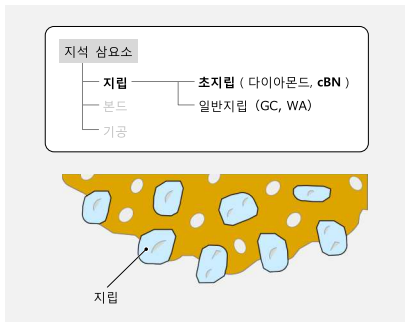 지석 삼요소
지립 초지립 ( 다이아몬드, cBN )
본드 일반지립 (GC, WA)
기공
지립